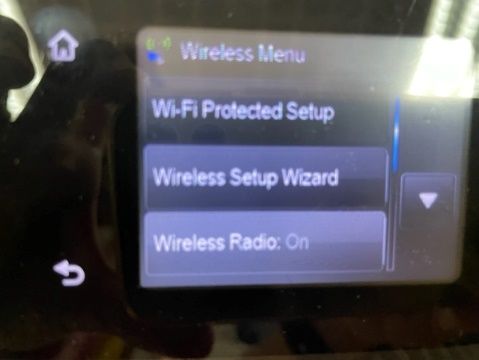 Wireless Menu
Wi-Fi Protected Setup
Wireless Setup Wizard
Wireless Radio: On